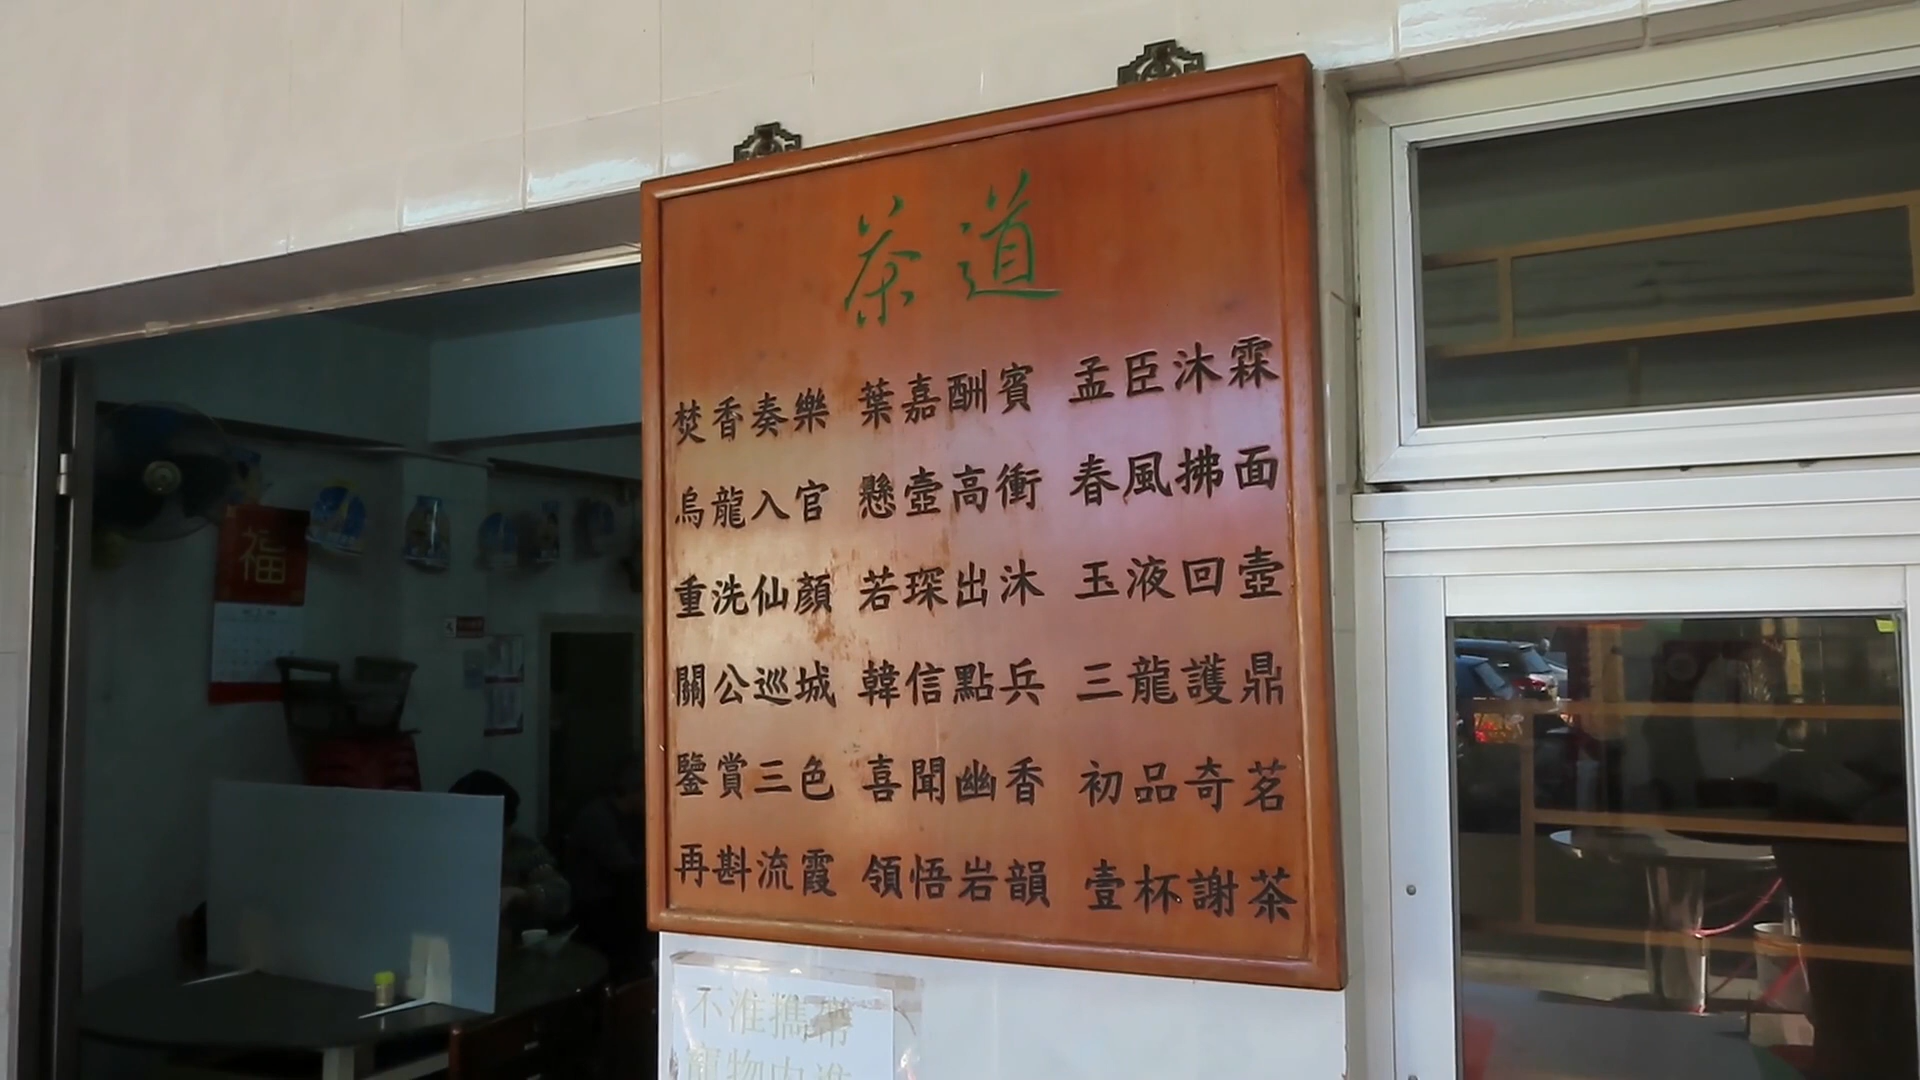 茶道
焚香奏樂 葉嘉酬賓 孟臣沐霖
烏龍入宮 懸壺高衝 春風拂面
重洗仙顏 若琛出沐 玉液回壺
關公巡城 韓信點兵 三龍護鼎
鑒賞三色 喜聞幽香 初品奇茗
再斟流霞 領悟岩韻 壹杯謝茶
福
不准攜帶
寵物内進